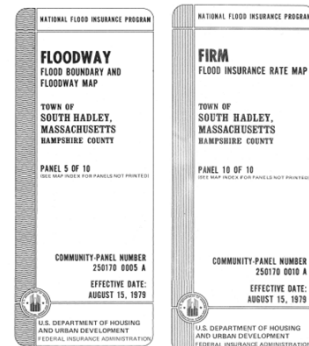 NATIONAL FLOOD INSURANCE PROGRAM
FLOODWAY
FLOOD BOUNDARY AND
FLOODWAY MAP
TOWN OF
SOUTH HADLEY,
MASSACHUSETTS
HAMPSHIRE COUNTY
PANEL 5 OF 10
(SEE MAP INDEX FOR PANELS NOT PRINTED)
COMMUNITY-PANEL NUMBER
250170 0005 A
EFFECTIVE DATE:
AUGUST 15, 1979
U.S. DEPARTMENT OF HOUSING
AND URBAN DEVELOPMENT
FEDERAL INSURANCE ADMINISTRATION
NATIONAL FLOOD INSURANCE PROGRAM
FIRM
FLOOD INSURANCE RATE MAP
TOWN OF
SOUTH HADLEY,
MASSACHUSETTS
HAMPSHIRE COUNTY
PANEL 10 OF 10
(SEE MAP INDEX FOR PANELS NOT PRINTED)
COMMUNITY-PANEL NUMBER
250170 0010 A
EFFECTIVE DATE:
AUGUST 15, 1979
U.S. DEPARTMENT OF HOUSING
AND URBAN DEVELOPMENT
FEDERAL INSURANCE ADMINISTRATION